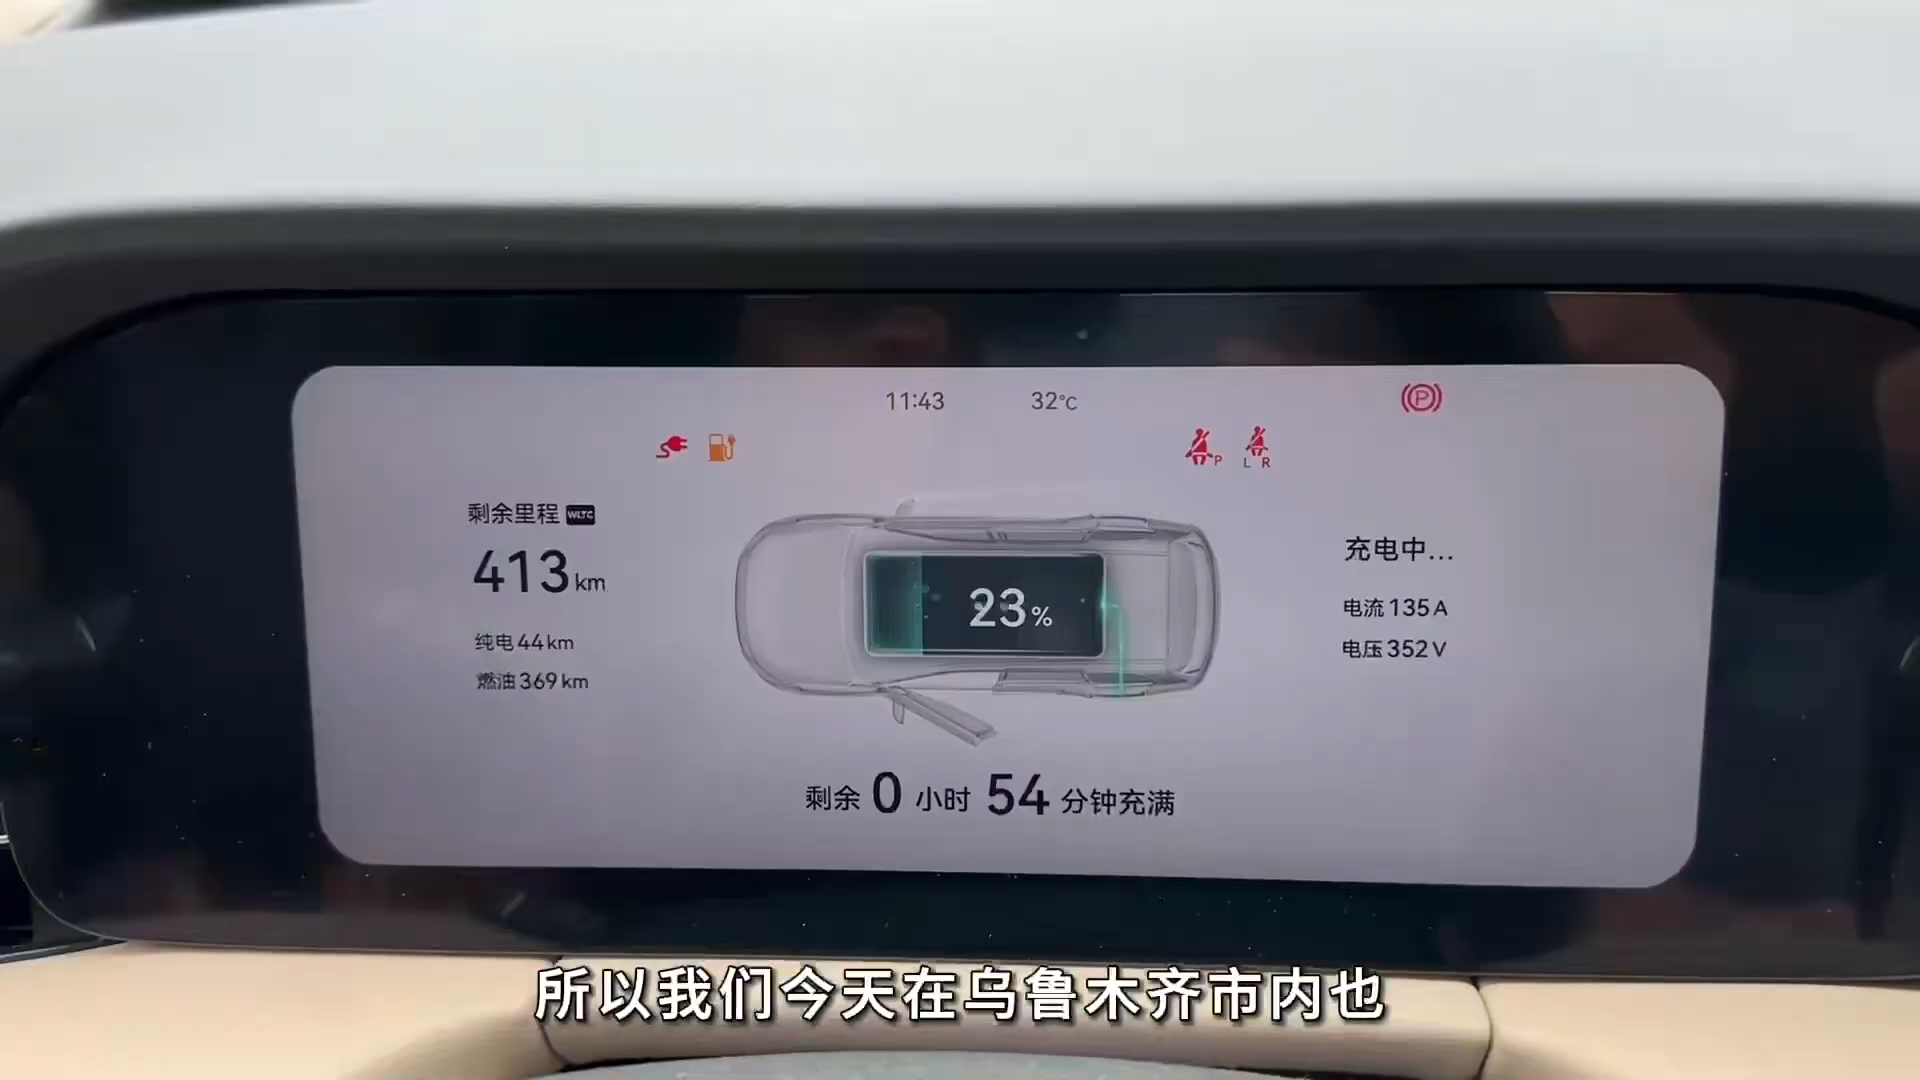 11:43 32°C
P
P
L R
剩余里程 WLTC
413 km
纯电 44 km
燃油 369 km
23 %
充电中...
电流 135 A
电压 352 V
剩余 0 小时 54 分钟充满
所以我们今天在乌鲁木齐市内也